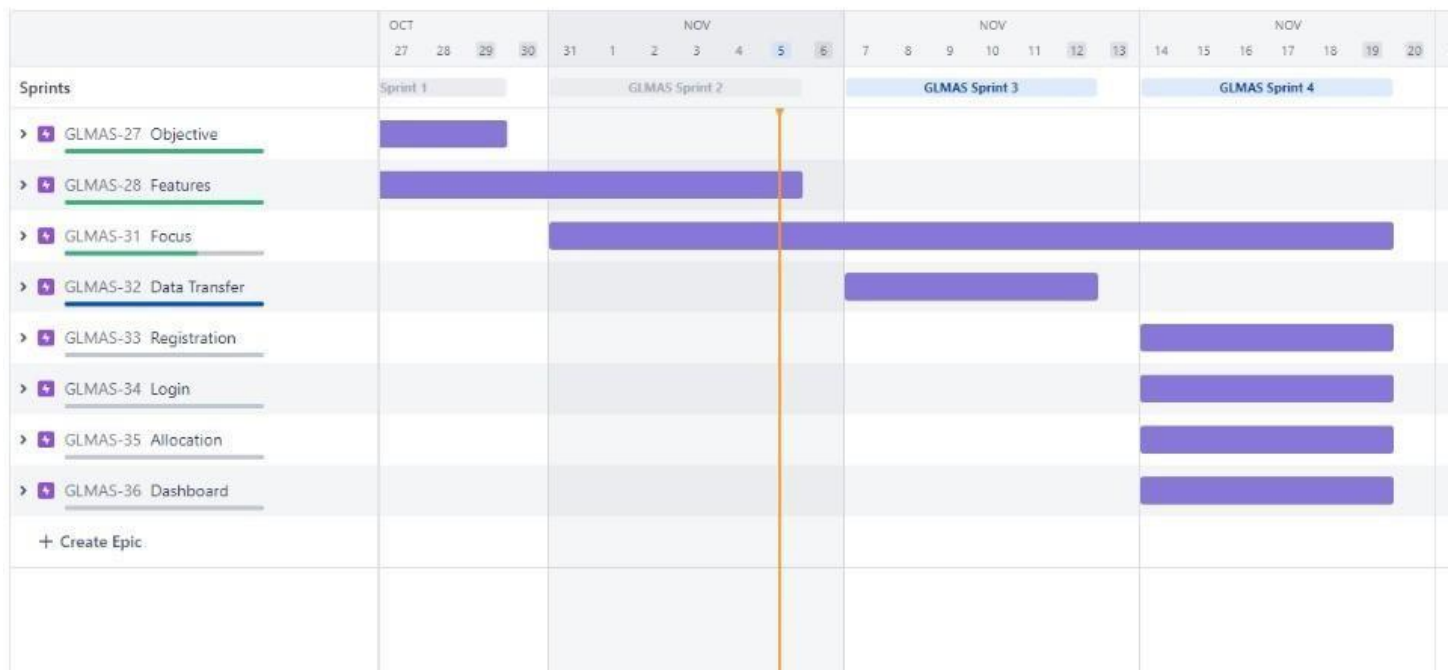 OCT NOV NOV NOV
27 28 29 30 31 1 2 3 4 5 6 7 8 9 10 11 12 13 14 15 16 17 18 19 20
Sprints Sprint 1 GLMAS Sprint 2 GLMAS Sprint 3 GLMAS Sprint 4
GLMAS-27 Objective
GLMAS-28 Features
GLMAS-31 Focus
GLMAS-32 Data Transfer
GLMAS-33 Registration
GLMAS-34 Login
GLMAS-35 Allocation
GLMAS-36 Dashboard
+ Create Epic